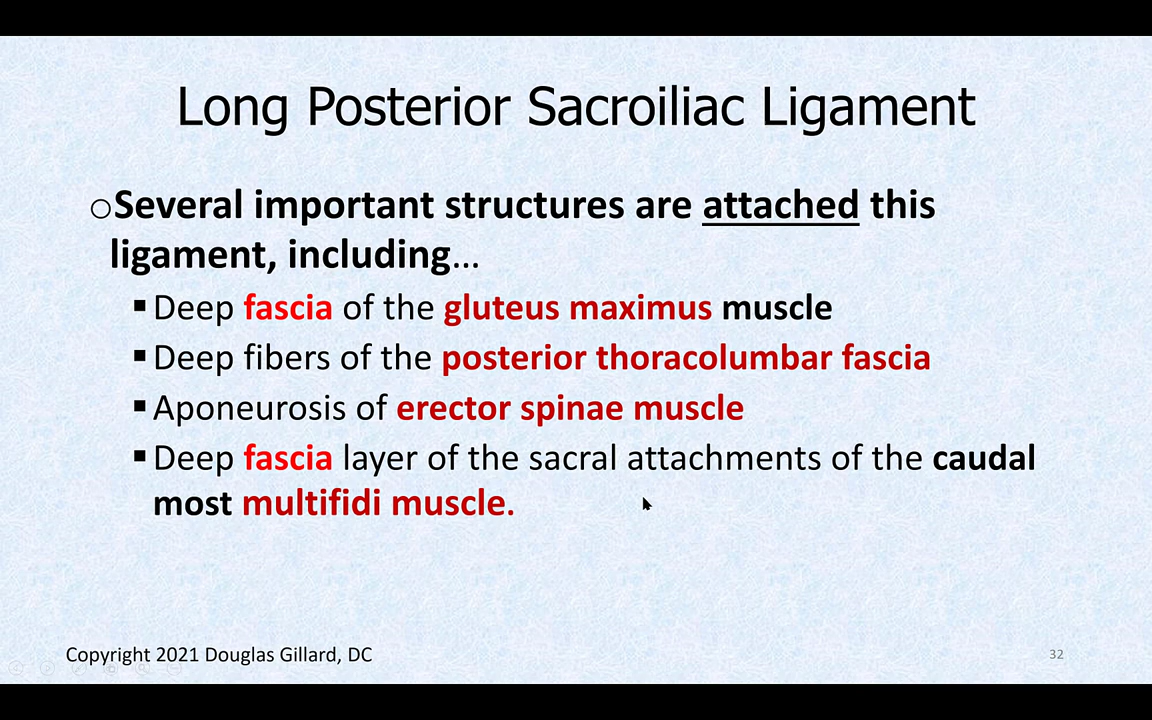 Long Posterior Sacroiliac Ligament
oSeveral important structures are attached this
ligament, including…
▪Deep fascia of the gluteus maximus muscle
▪Deep fibers of the posterior thoracolumbar fascia
▪Aponeurosis of erector spinae muscle
▪Deep fascia layer of the sacral attachments of the caudal
most multifidi muscle.
Copyright 2021 Douglas Gillard, DC
32